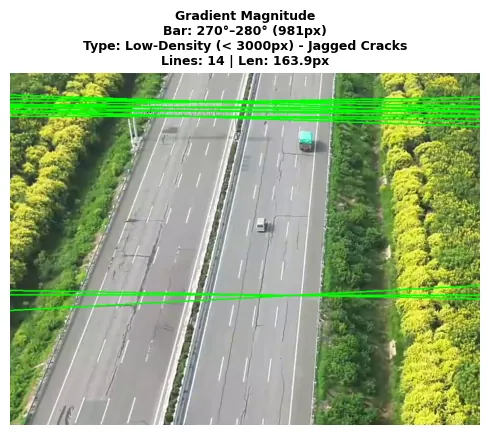 Gradient Magnitude
Bar: 270°–280° (981px)
Type: Low-Density (< 3000px) - Jagged Cracks
Lines: 14 | Len: 163.9px